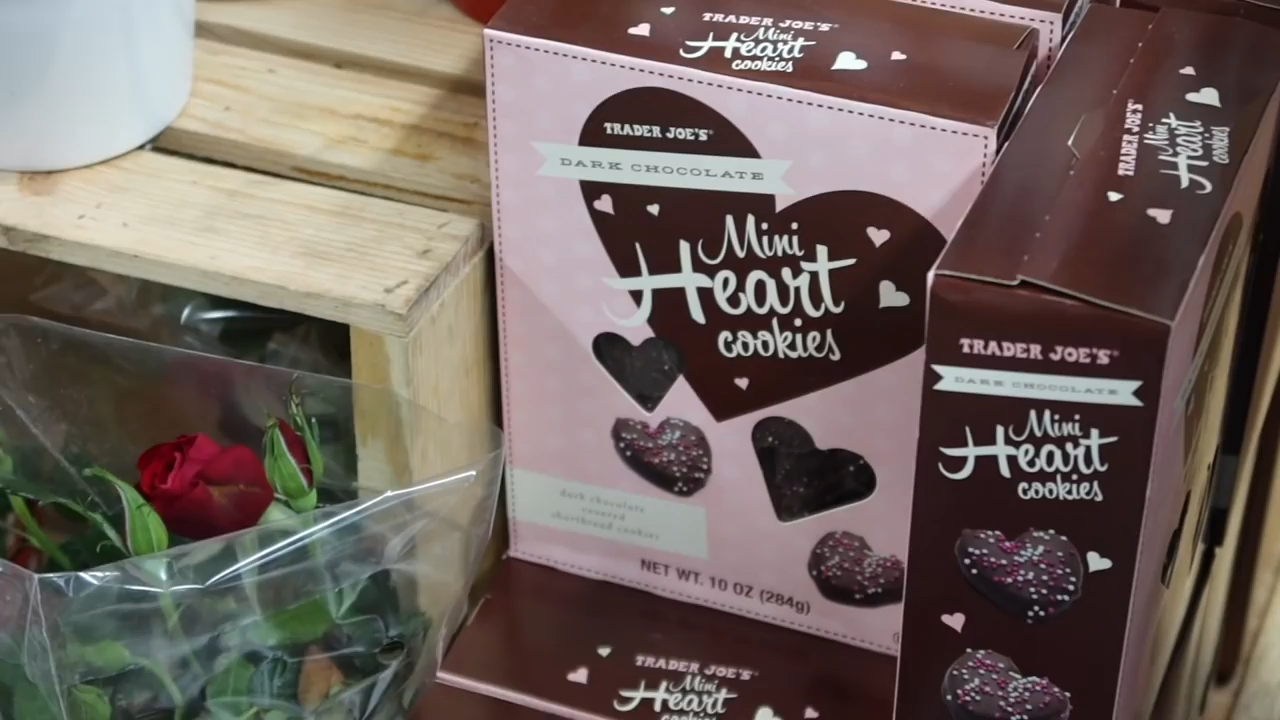 TRADER JOE'S
Mini
Heart
cookies
TRADER JOE'S
DARK CHOCOLATE
Mini
Heart
cookies
dark chocolate
covered
shortbread cookies
NET WT. 10 OZ (284g)
TRADER JOE'S
Mini
Heart
cookies
TRADER JOE'S
DARK CHOCOLATE
Mini
Heart
cookies
TRADER JOE'S
Mini
Heart
cookies